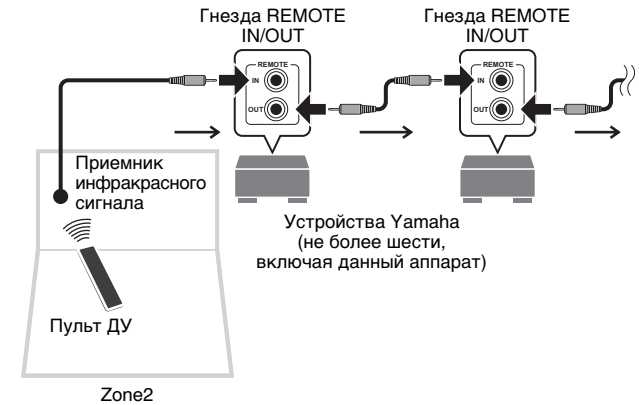 Гнезда REMOTE
IN/OUT
Гнезда REMOTE
IN/OUT
REMOTE
IN
OUT
REMOTE
IN
OUT
Приемник
инфракрасного
сигнала
Устройства Yamaha
(не более шести,
включая данный аппарат)
Пульт ДУ
Zone2